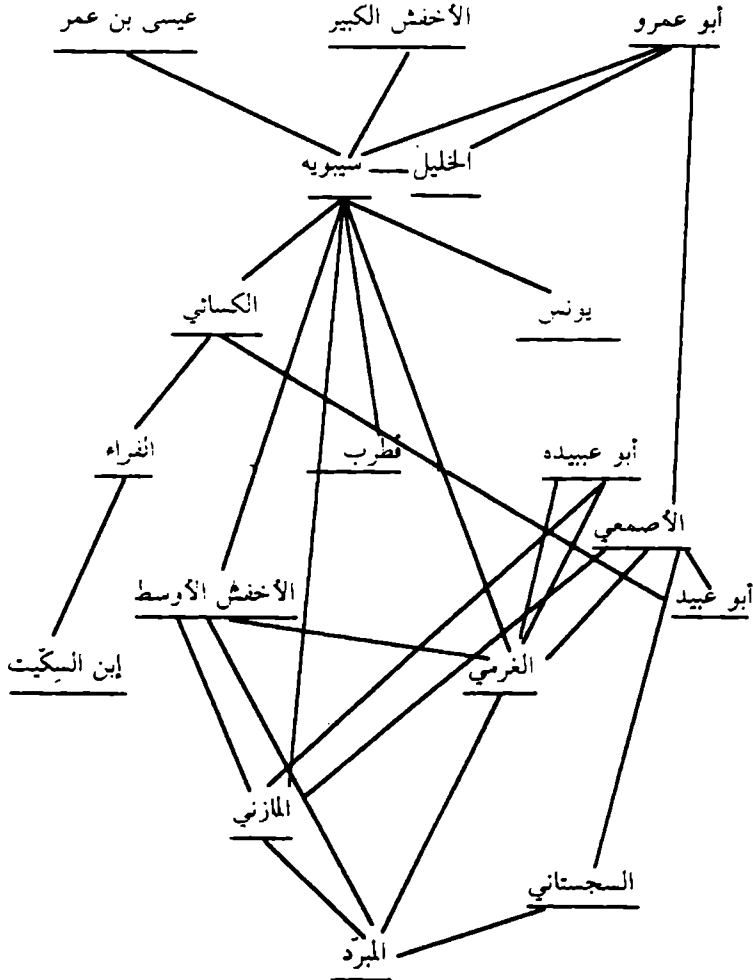 أبو عمرو
الأخفش الكبير
عيسى بن عمر
الخليل
سيبويه
يونس
الكسائي
أبو عببيده
قطرب
الفراء
الأصمعي
أبو عبيد
الأخفش الأوسط
الغرمي
إبن السكّيت
المازني
السجستاني
المبرّد